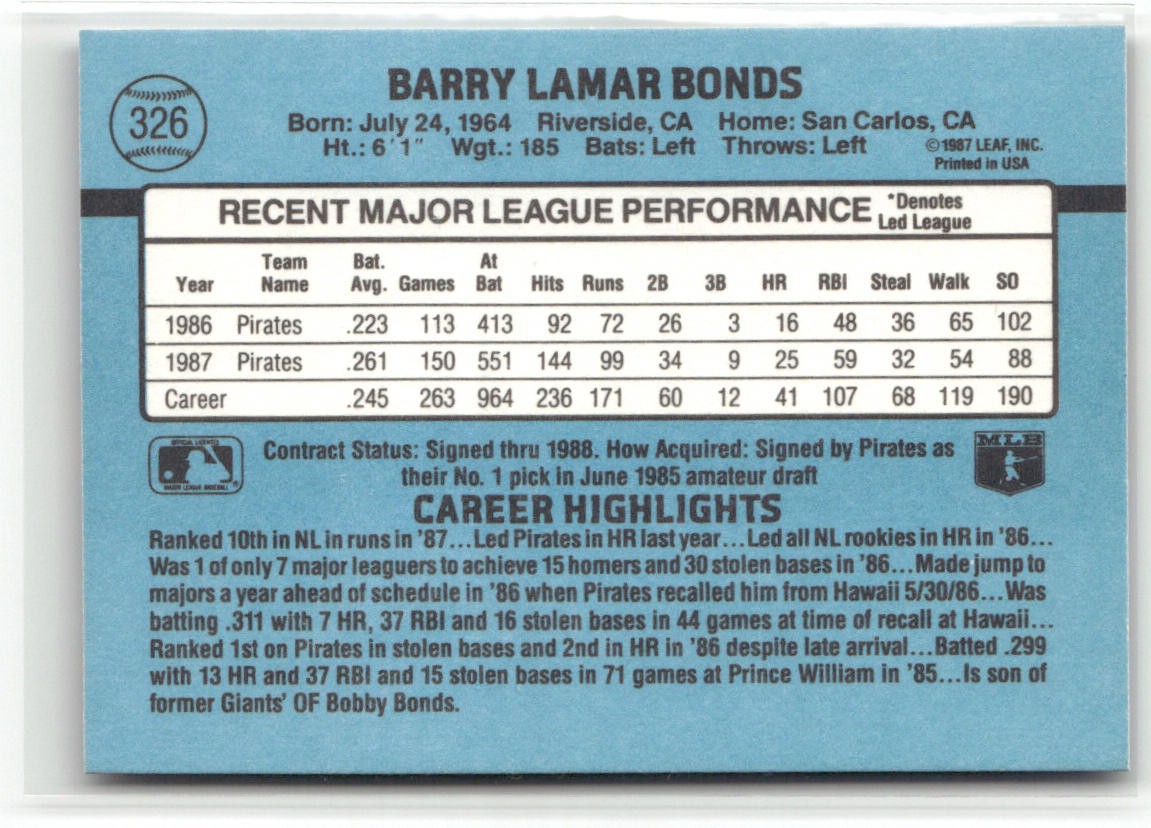 326
BARRY LAMAR BONDS
Born: July 24, 1964 Riverside, CA Home: San Carlos, CA
Ht.: 6'1" Wgt.: 185 Bats: Left Throws: Left
©1987 LEAF, INC.
Printed in USA
RECENT MAJOR LEAGUE PERFORMANCE *Denotes
Led League
Year Team Name Bat. Avg. Games At Bat Hits Runs 2B 3B HR RBI Steal Walk SO
1986 Pirates .223 113 413 92 72 26 3 16 48 36 65 102
1987 Pirates .261 150 551 144 99 34 9 25 59 32 54 88
Career .245 263 964 236 171 60 12 41 107 68 119 190
OFFICIAL LICENSEE
MAJOR LEAGUE BASEBALL
®
Contract Status: Signed thru 1988. How Acquired: Signed by Pirates as
their No. 1 pick in June 1985 amateur draft
MLB
CAREER HIGHLIGHTS
Ranked 10th in NL in runs in '87...Led Pirates in HR last year...Led all NL rookies in HR in '86...
Was 1 of only 7 major leaguers to achieve 15 homers and 30 stolen bases in '86...Made jump to
majors a year ahead of schedule in '86 when Pirates recalled him from Hawaii 5/30/86...Was
batting .311 with 7 HR, 37 RBI and 16 stolen bases in 44 games at time of recall at Hawaii...
Ranked 1st on Pirates in stolen bases and 2nd in HR in '86 despite late arrival...Batted .299
with 13 HR and 37 RBI and 15 stolen bases in 71 games at Prince William in '85...Is son of
former Giants' OF Bobby Bonds.